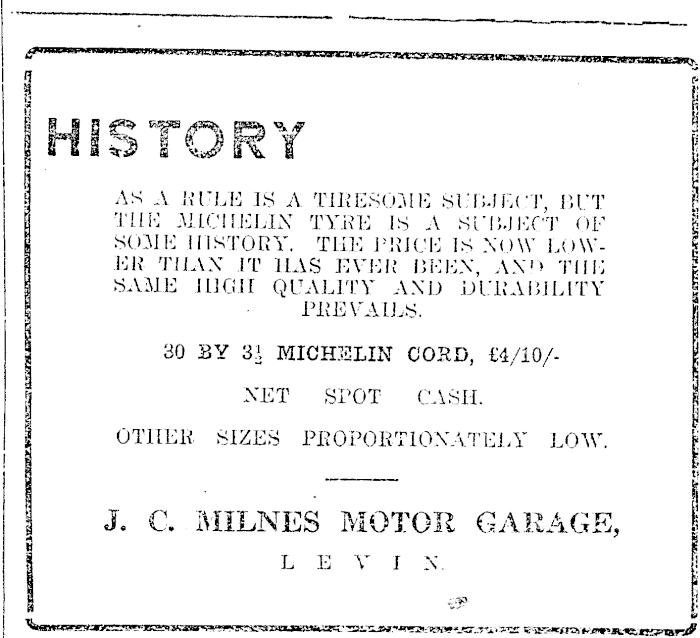 HISTORY
AS A RULE IS A TIRESOME SUBJECT, BUT
THE MICHELIN TYRE IS A SUBJECT OF
SOME HISTORY. THE PRICE IS NOW LOW-
ER THAN IT HAS EVER BEEN, AND THE
SAME HIGH QUALITY AND DURABILITY
PREVAILS.
30 BY 3½ MICHELIN CORD, £4/10/-
NET SPOT CASH.
OTHER SIZES PROPORTIONATELY LOW.
J. C. MILNES MOTOR GARAGE,
LEVIN.